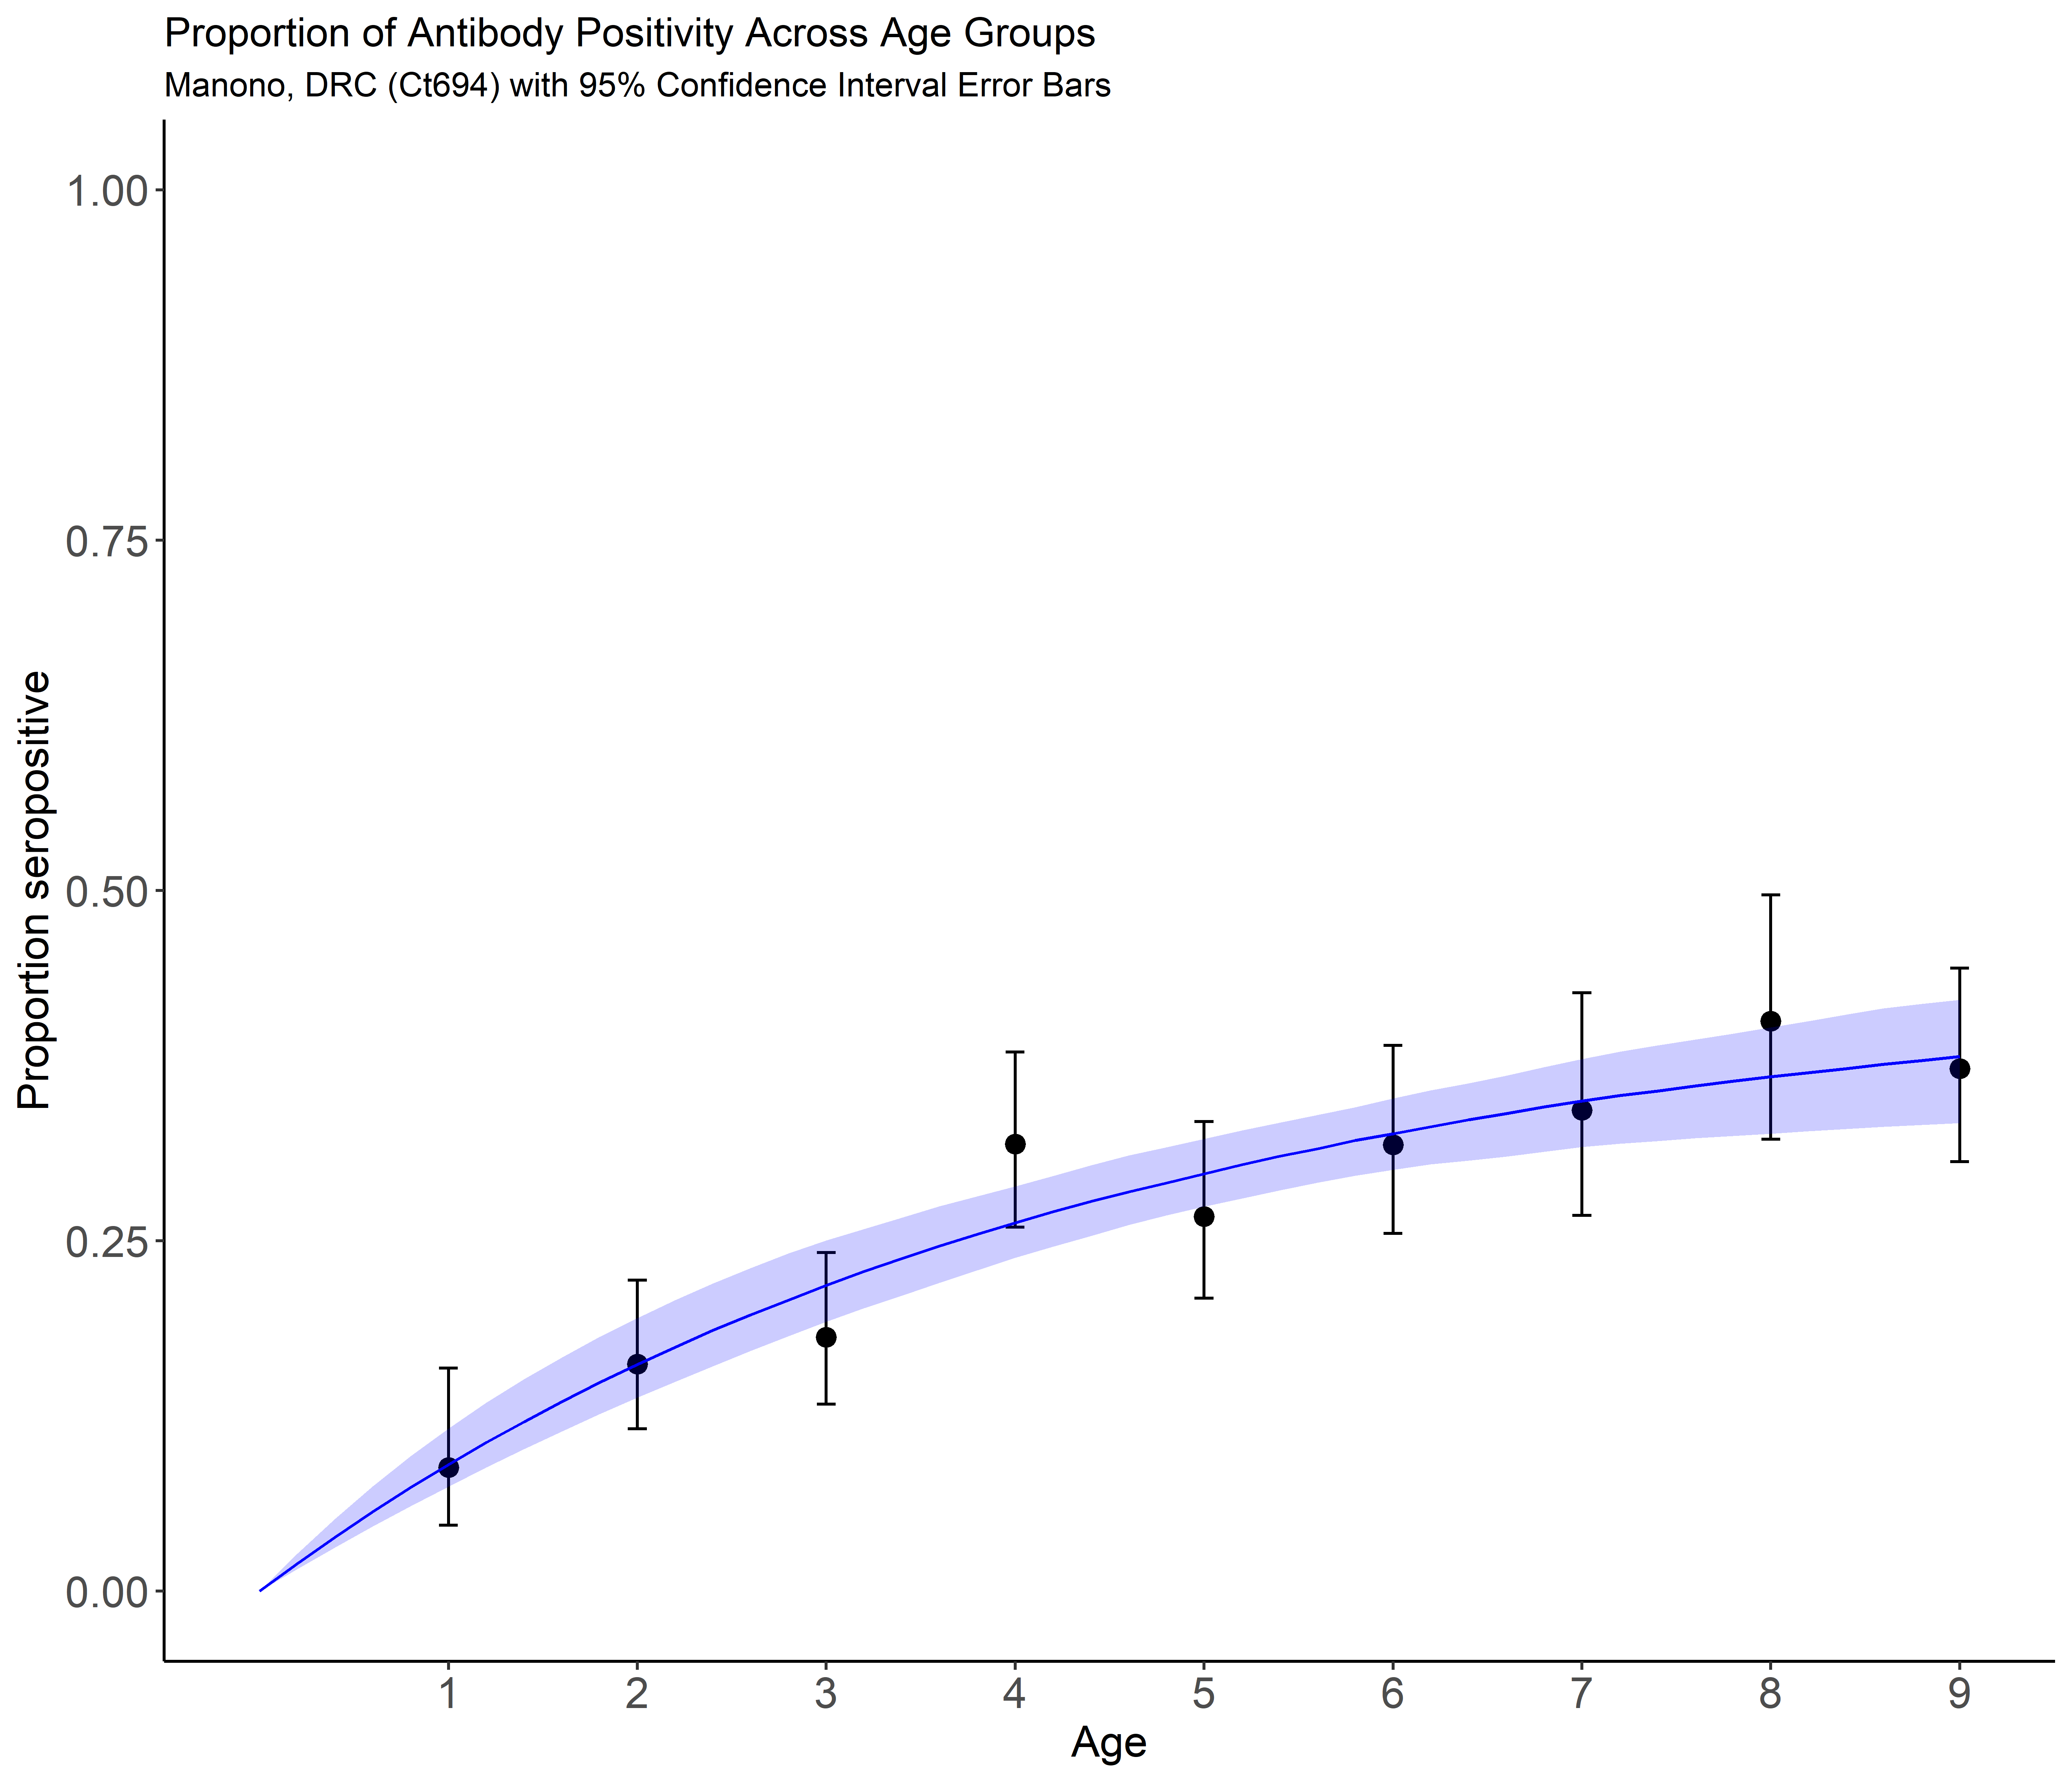 Proportion of Antibody Positivity Across Age Groups
Manono, DRC (Ct694) with 95% Confidence Interval Error Bars
1.00
0.75
0.50
0.25
0.00
Proportion seropositive
1 2 3 4 5 6 7 8 9
Age